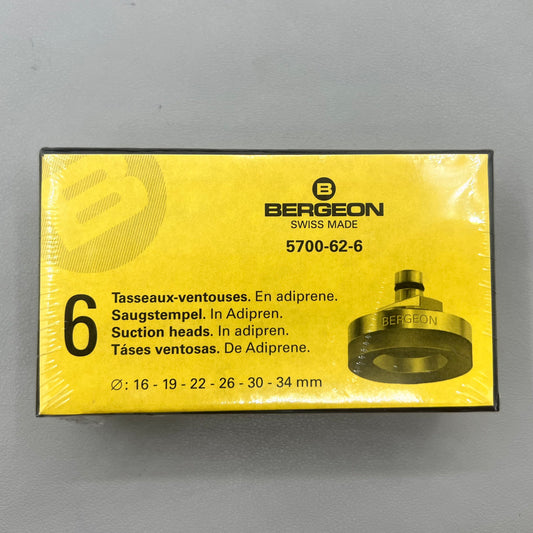 B
B
BERGEON
SWISS MADE
5700-62-6
6
Tasseaux-ventouses. En adiprene.
Saugstempel. In Adipren.
Suction heads. In adipren.
Táses ventosas. De Adiprene.
Ø: 16 - 19 - 22 - 26 - 30 - 34 mm
BERGEON